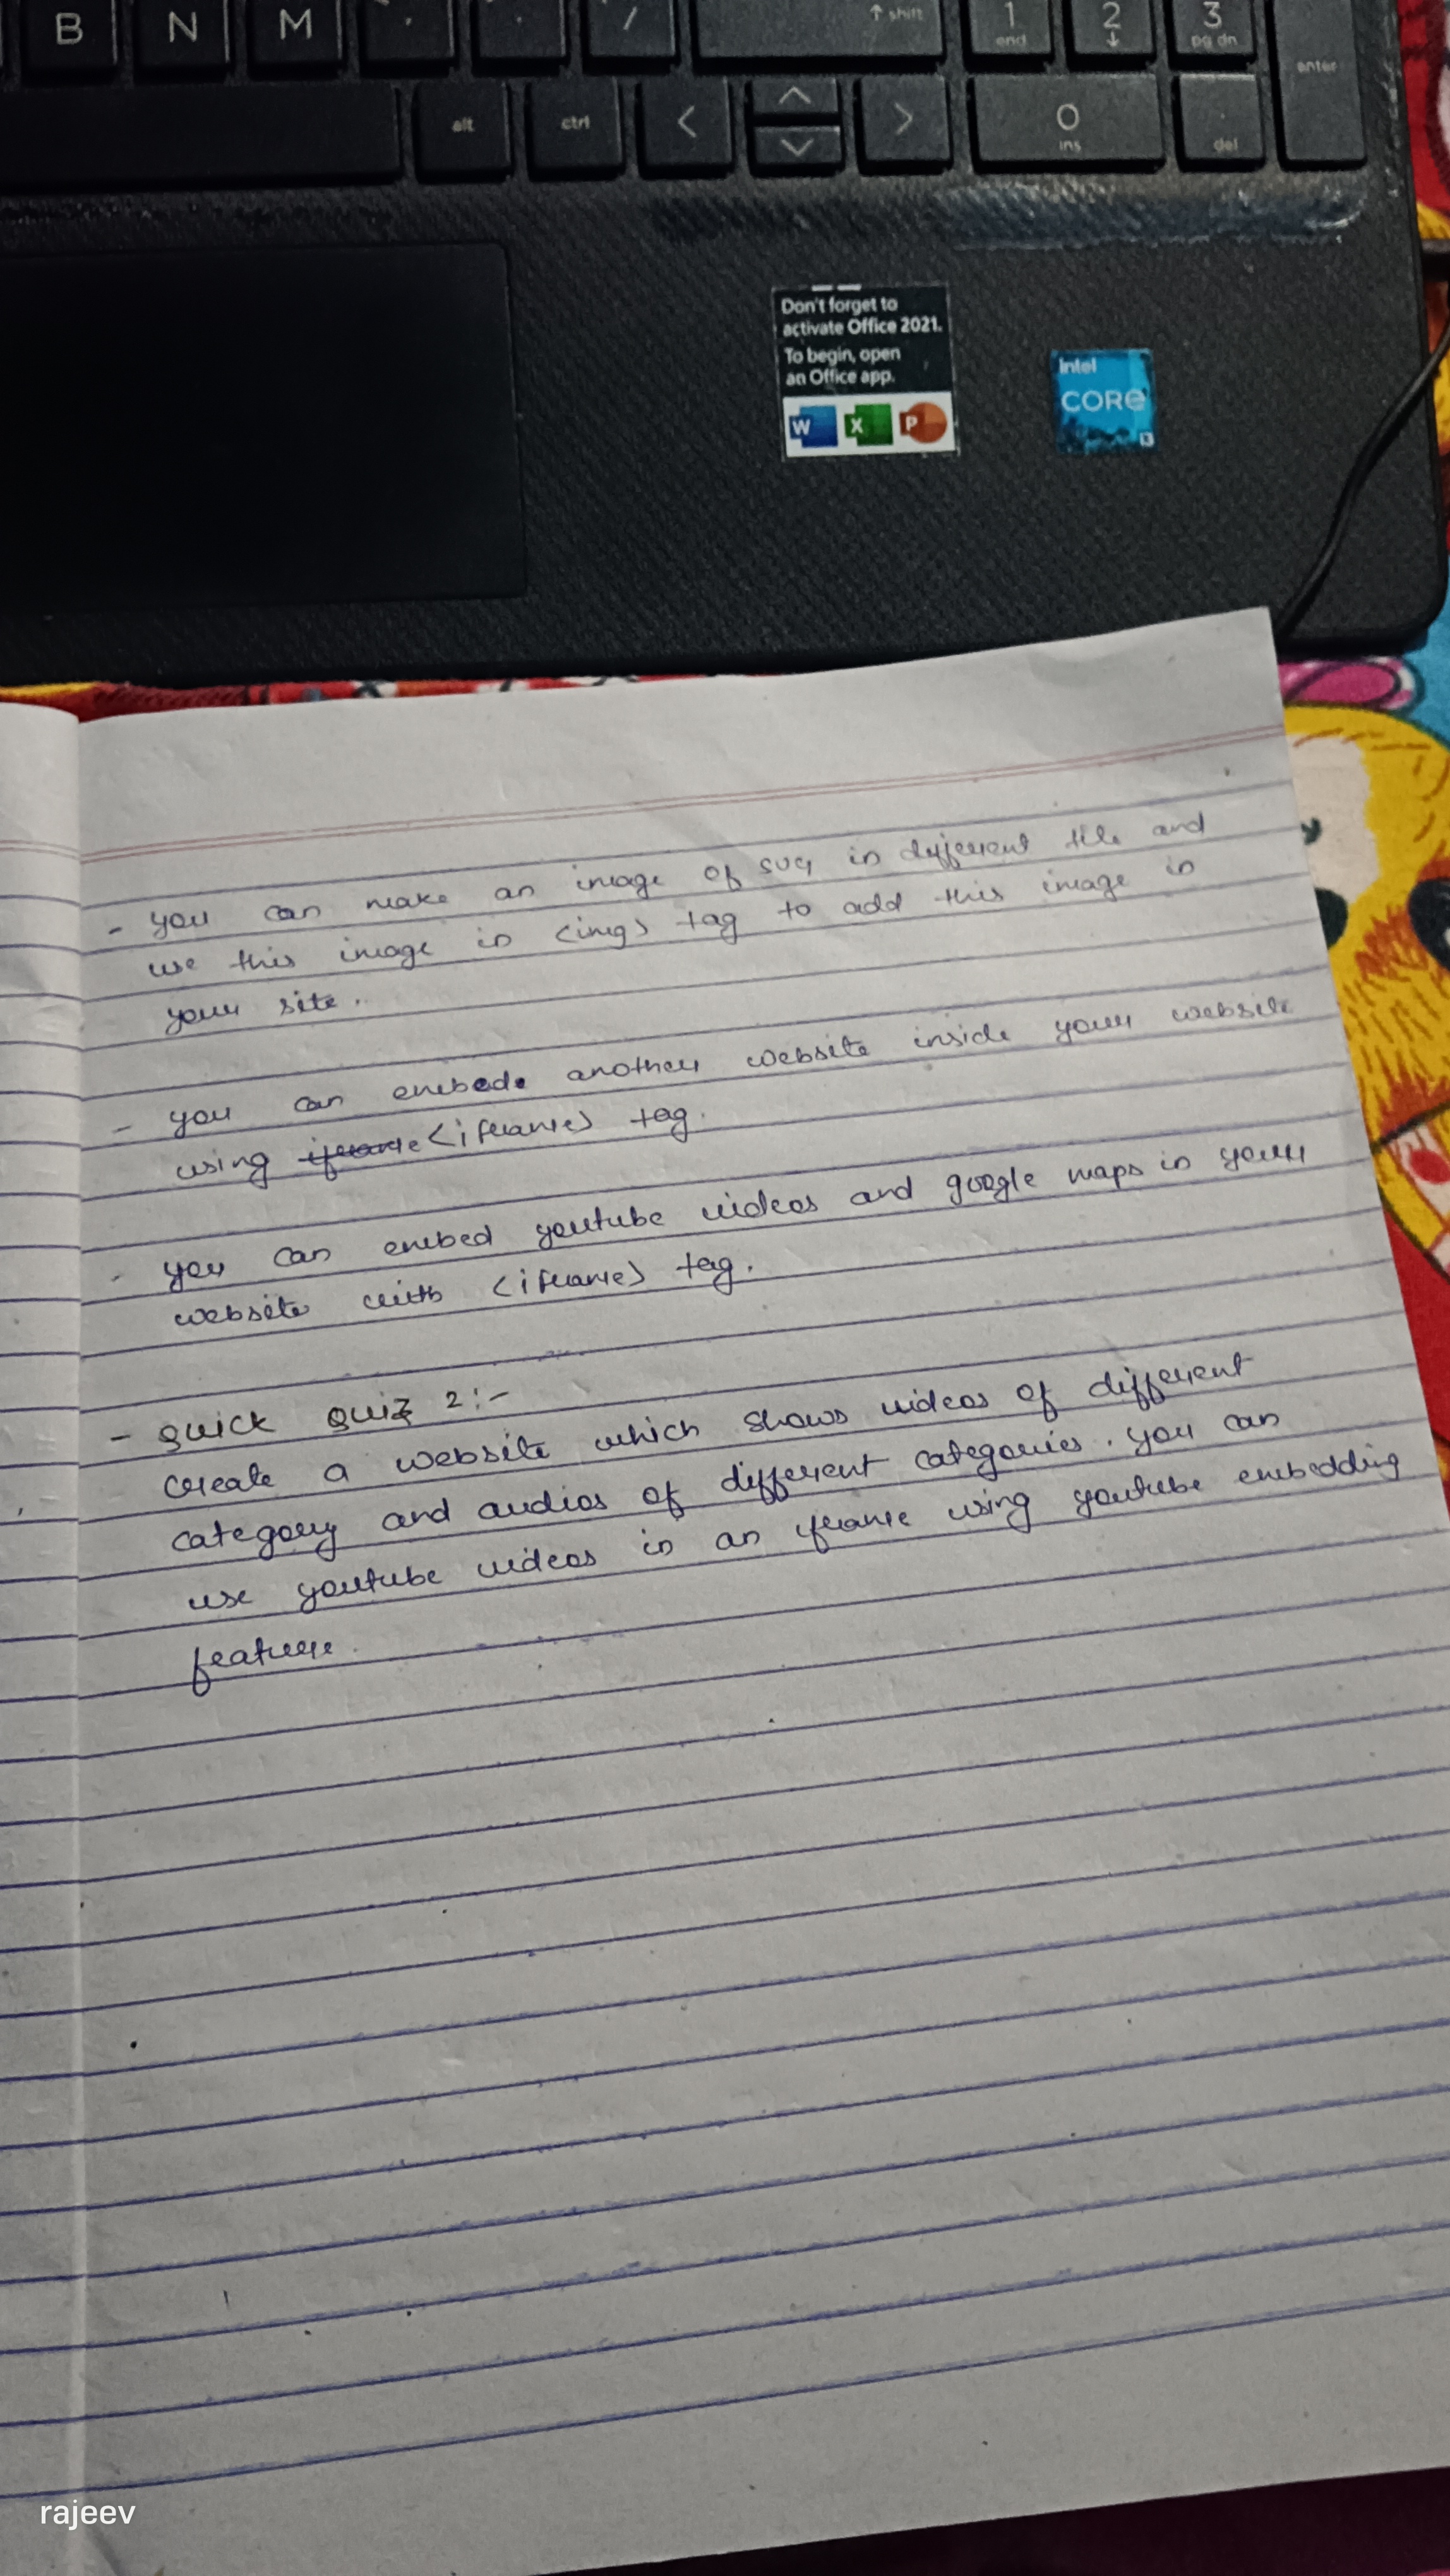 B N M , . / ↑ shift 1 end 2 ↓ 3 pg dn enter
alt ctrl < ^ v > 0 ins . del
Don't forget to
activate Office 2021.
To begin, open
an Office app.
W X P
intel
CORE
i3
- you can make an image of SVG in different file and
use this image in <img> tag to add this image in
your site.
- you can embed another website inside your website
using iframe <iframe> tag.
- you can embed youtube videos and google maps in your
website with <iframe> tag.
- QUICK QUIZ 2:-
create a website which shows videos of different
category and audios of different categories. you can
use youtube videos in an iframe using youtube embedding
feature.
rajeev